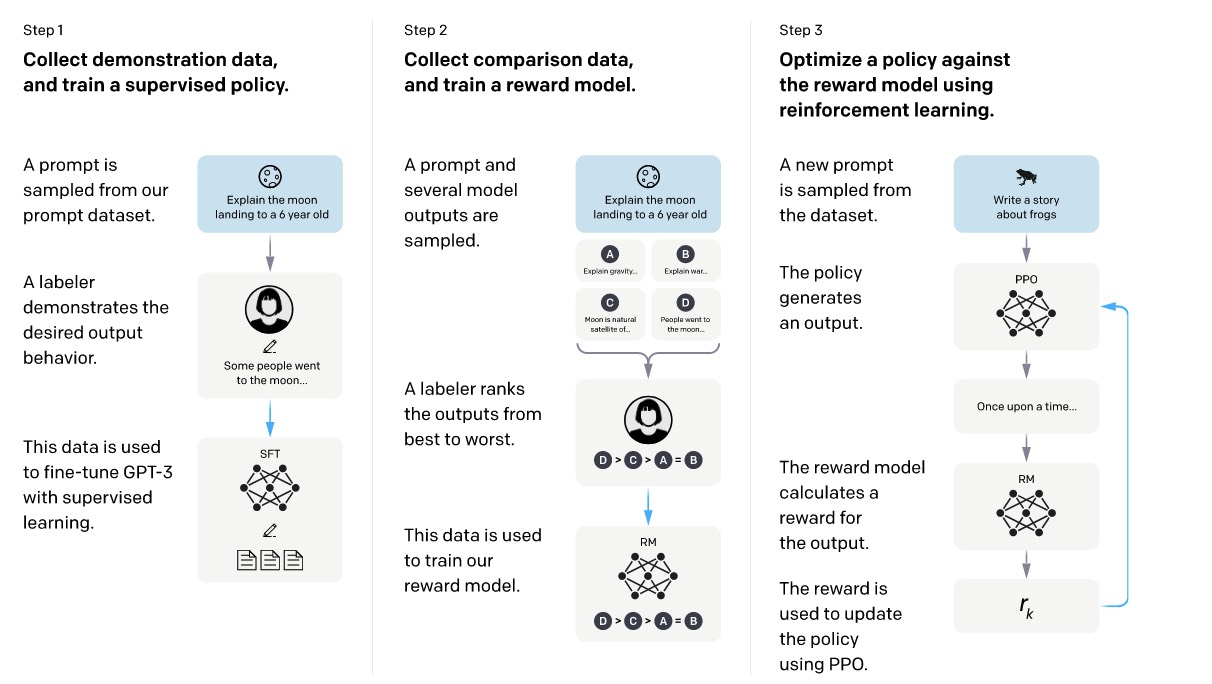 Step 1
Collect demonstration data,
and train a supervised policy.
A prompt is
sampled from our
prompt dataset.
Explain the moon
landing to a 6 year old
A labeler
demonstrates the
desired output
behavior.
Some people went
to the moon...
This data is used
to fine-tune GPT-3
with supervised
learning.
SFT
Step 2
Collect comparison data,
and train a reward model.
A prompt and
several model
outputs are
sampled.
Explain the moon
landing to a 6 year old
A
Explain gravity...
B
Explain war...
C
Moon is natural
satellite of...
D
People went to
the moon...
A labeler ranks
the outputs from
best to worst.
D > C > A = B
This data is used
to train our
reward model.
RM
D > C > A = B
Step 3
Optimize a policy against
the reward model using
reinforcement learning.
A new prompt
is sampled from
the dataset.
Write a story
about frogs
The policy
generates
an output.
PPO
Once upon a time...
The reward model
calculates a
reward for
the output.
RM
The reward is
used to update
the policy
using PPO.
rk